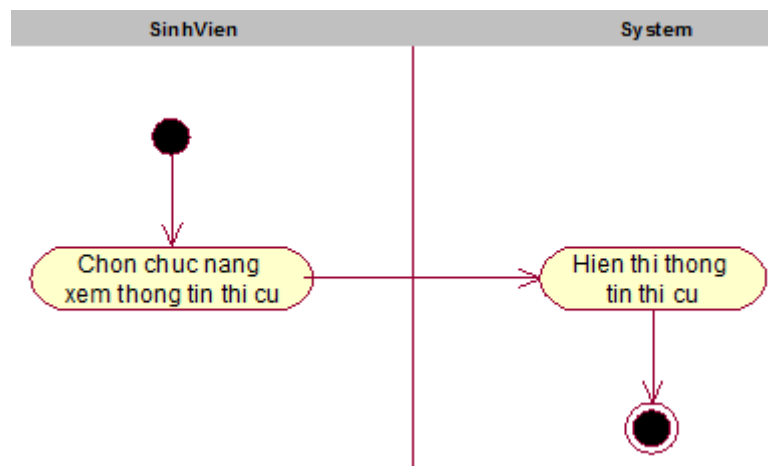 SinhVien
System
Chon chuc nang
xem thong tin thi cu
Hien thi thong
tin thi cu